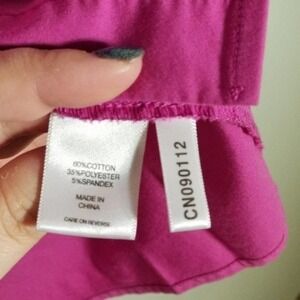 60%COTTON
35%POLYESTER
5%SPANDEX
MADE IN
CHINA
CARE ON REVERSE
CN090112